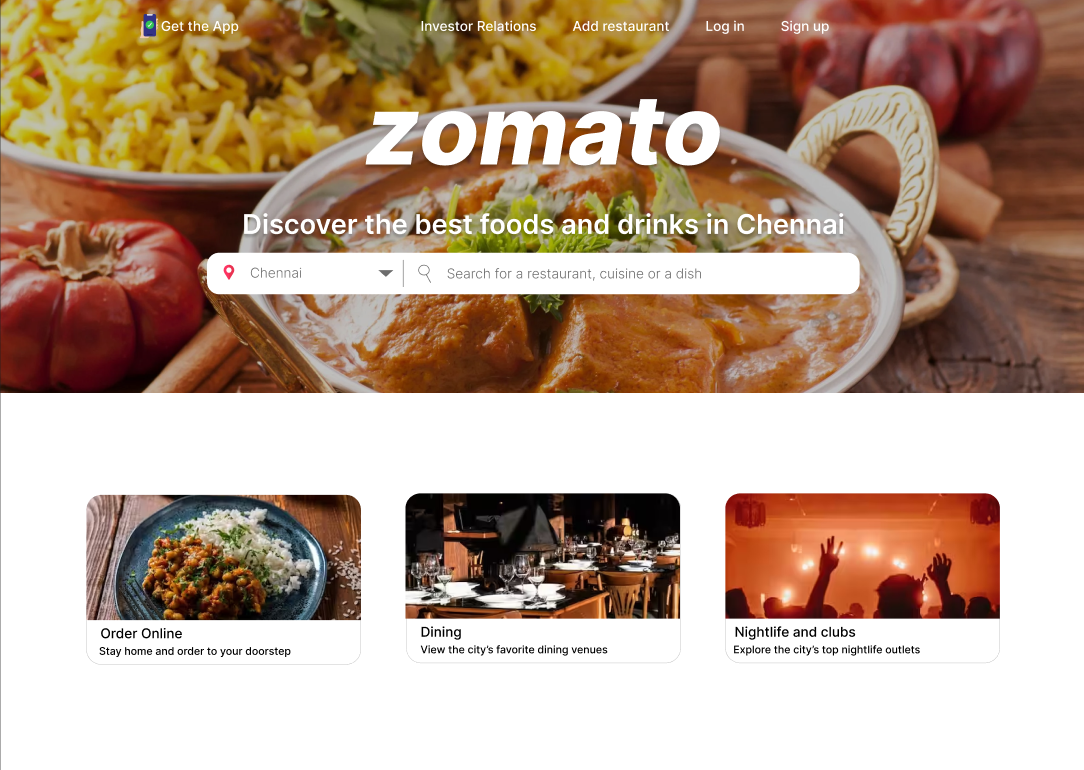 Get the App
Investor Relations
Add restaurant
Log in
Sign up
zomato
Discover the best foods and drinks in Chennai
Chennai
Search for a restaurant, cuisine or a dish
Order Online
Stay home and order to your doorstep
Dining
View the city's favorite dining venues
Nightlife and clubs
Explore the city's top nightlife outlets